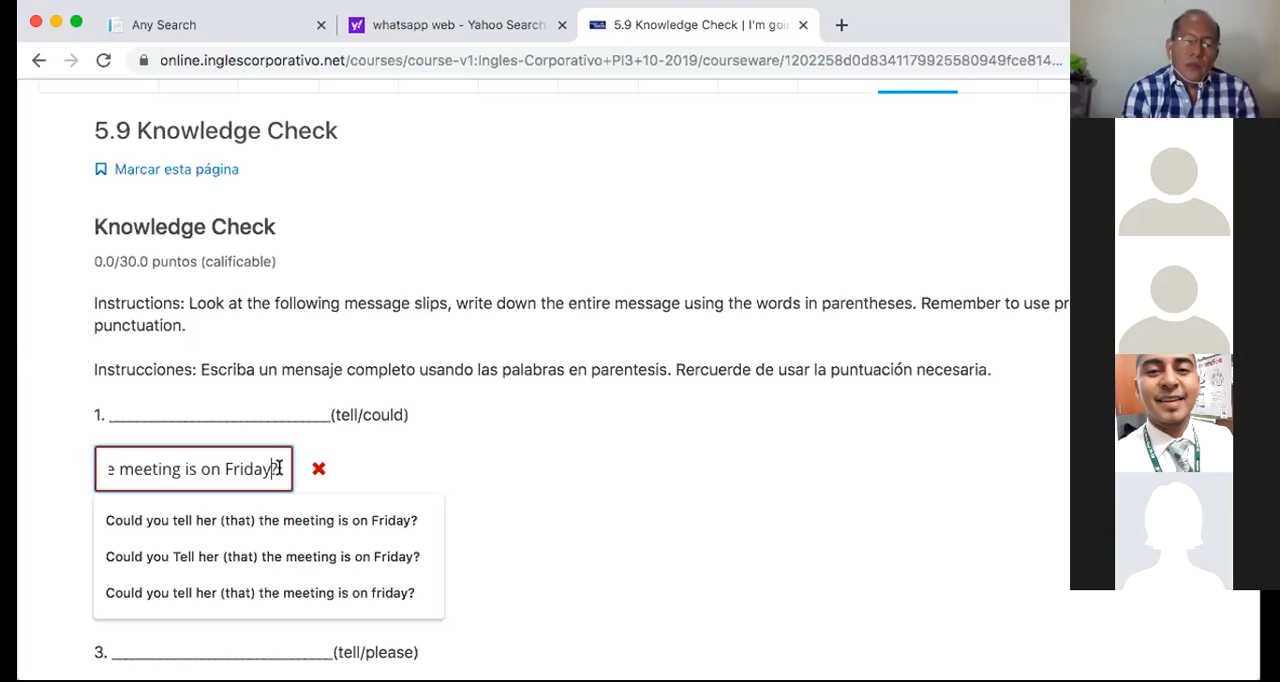 Any Search
whatsapp web - Yahoo Search
5.9 Knowledge Check | I'm goi
online.inglescorporativo.net/courses/course-v1:Ingles-Corporativo+PI3+10-2019/courseware/1202258d0d8341179925580949fce814...
5.9 Knowledge Check
Marcar esta página
Knowledge Check
0.0/30.0 puntos (calificable)
Instructions: Look at the following message slips, write down the entire message using the words in parentheses. Remember to use pr
punctuation.
Instrucciones: Escriba un mensaje completo usando las palabras en parentesis. Rercuerde de usar la puntuación necesaria.
1. ____________________________(tell/could)
e meeting is on Friday?
Could you tell her (that) the meeting is on Friday?
Could you Tell her (that) the meeting is on Friday?
Could you tell her (that) the meeting is on friday?
3. ____________________________(tell/please)